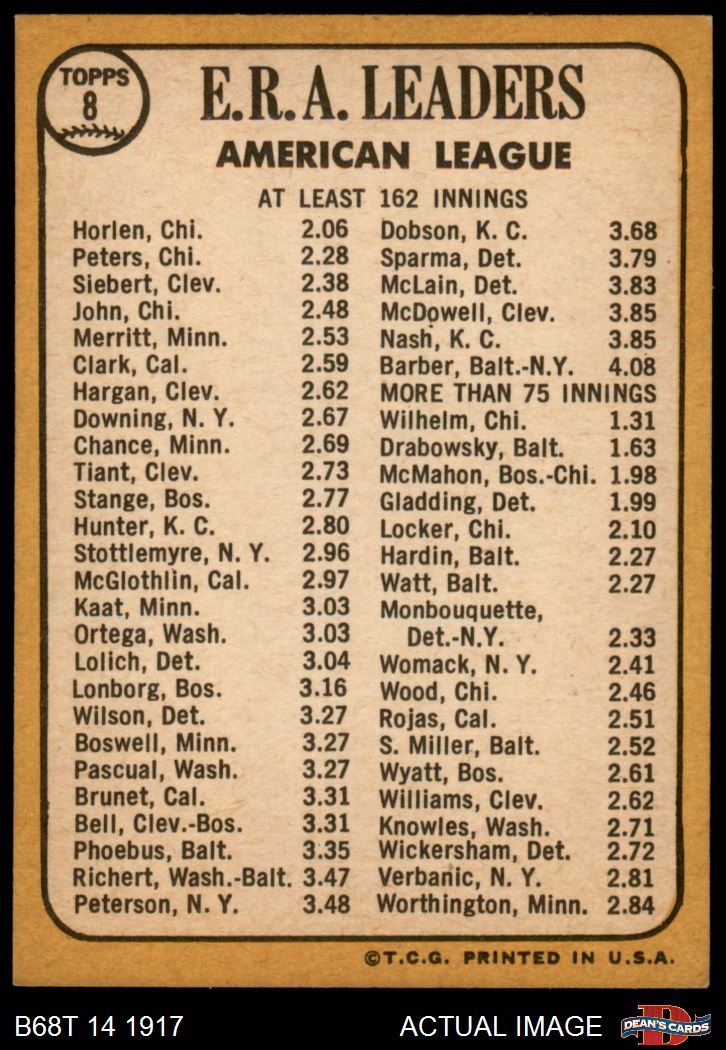 TOPPS
8
E.R.A. LEADERS
AMERICAN LEAGUE
AT LEAST 162 INNINGS
Horlen, Chi. 2.06
Peters, Chi. 2.28
Siebert, Clev. 2.38
John, Chi. 2.48
Merritt, Minn. 2.53
Clark, Cal. 2.59
Hargan, Clev. 2.62
Downing, N. Y. 2.67
Chance, Minn. 2.69
Tiant, Clev. 2.73
Stange, Bos. 2.77
Hunter, K. C. 2.80
Stottlemyre, N. Y. 2.96
McGlothlin, Cal. 2.97
Kaat, Minn. 3.03
Ortega, Wash. 3.03
Lolich, Det. 3.04
Lonborg, Bos. 3.16
Wilson, Det. 3.27
Boswell, Minn. 3.27
Pascual, Wash. 3.27
Brunet, Cal. 3.31
Bell, Clev.-Bos. 3.31
Phoebus, Balt. 3.35
Richert, Wash.-Balt. 3.47
Peterson, N. Y. 3.48
Dobson, K. C. 3.68
Sparma, Det. 3.79
McLain, Det. 3.83
McDowell, Clev. 3.85
Nash, K. C. 3.85
Barber, Balt.-N.Y. 4.08
MORE THAN 75 INNINGS
Wilhelm, Chi. 1.31
Drabowsky, Balt. 1.63
McMahon, Bos.-Chi. 1.98
Gladding, Det. 1.99
Locker, Chi. 2.10
Hardin, Balt. 2.27
Watt, Balt. 2.27
Monbouquette,
Det.-N.Y. 2.33
Womack, N. Y. 2.41
Wood, Chi. 2.46
Rojas, Cal. 2.51
S. Miller, Balt. 2.52
Wyatt, Bos. 2.61
Williams, Clev. 2.62
Knowles, Wash. 2.71
Wickersham, Det. 2.72
Verbanic, N. Y. 2.81
Worthington, Minn. 2.84
©T.C.G. PRINTED IN U.S.A.
B68T 14 1917
ACTUAL IMAGE
D
DEAN'S CARDS